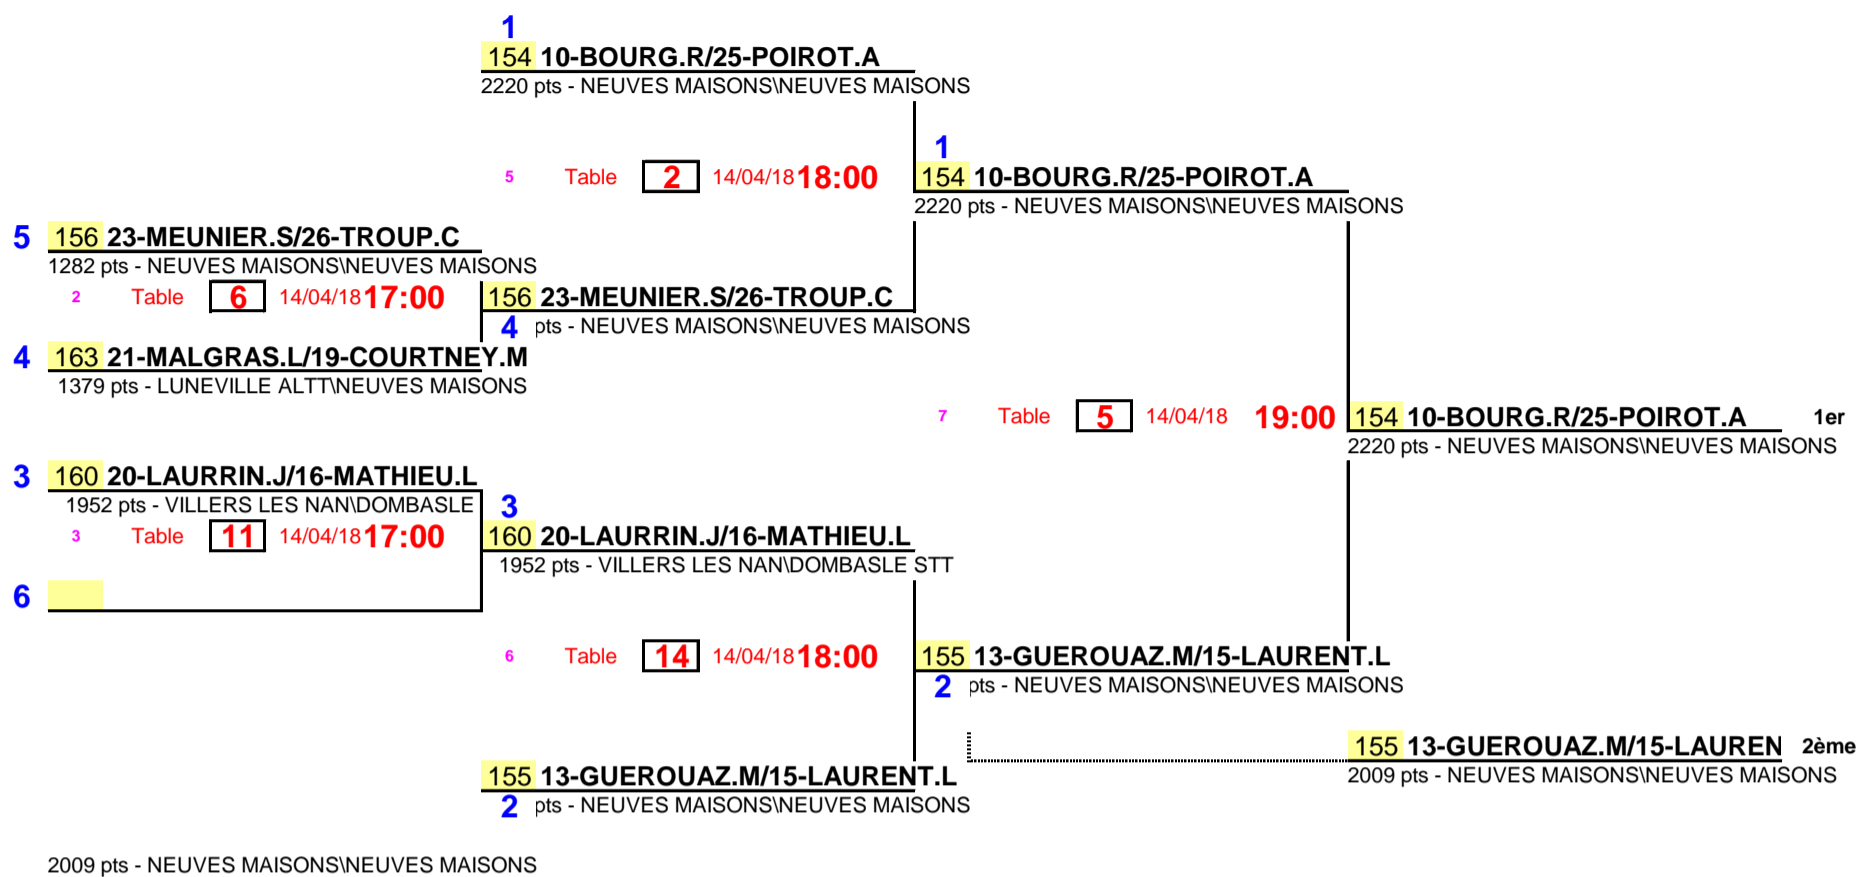 1
154 10-BOURG.R/25-POIROT.A
2220 pts - NEUVES MAISONS\NEUVES MAISONS
1
5 Table 2 14/04/18 18:00 154 10-BOURG.R/25-POIROT.A
2220 pts - NEUVES MAISONS\NEUVES MAISONS
5 156 23-MEUNIER.S/26-TROUP.C
1282 pts - NEUVES MAISONS\NEUVES MAISONS
2 Table 6 14/04/18 17:00 156 23-MEUNIER.S/26-TROUP.C
4 pts - NEUVES MAISONS\NEUVES MAISONS
4 163 21-MALGRAS.L/19-COURTNEY.M
1379 pts - LUNEVILLE ALTT\NEUVES MAISONS
7 Table 5 14/04/18 19:00 154 10-BOURG.R/25-POIROT.A 1er
2220 pts - NEUVES MAISONS\NEUVES MAISONS
3 160 20-LAURRIN.J/16-MATHIEU.L
1952 pts - VILLERS LES NAN\DOMBASLE
3
3 Table 11 14/04/18 17:00 160 20-LAURRIN.J/16-MATHIEU.L
1952 pts - VILLERS LES NAN\DOMBASLE STT
6
6 Table 14 14/04/18 18:00 155 13-GUEROUAZ.M/15-LAURENT.L
2 pts - NEUVES MAISONS\NEUVES MAISONS
155 13-GUEROUAZ.M/15-LAUREN 2ème
2009 pts - NEUVES MAISONS\NEUVES MAISONS
155 13-GUEROUAZ.M/15-LAURENT.L
2 pts - NEUVES MAISONS\NEUVES MAISONS
2009 pts - NEUVES MAISONS\NEUVES MAISONS